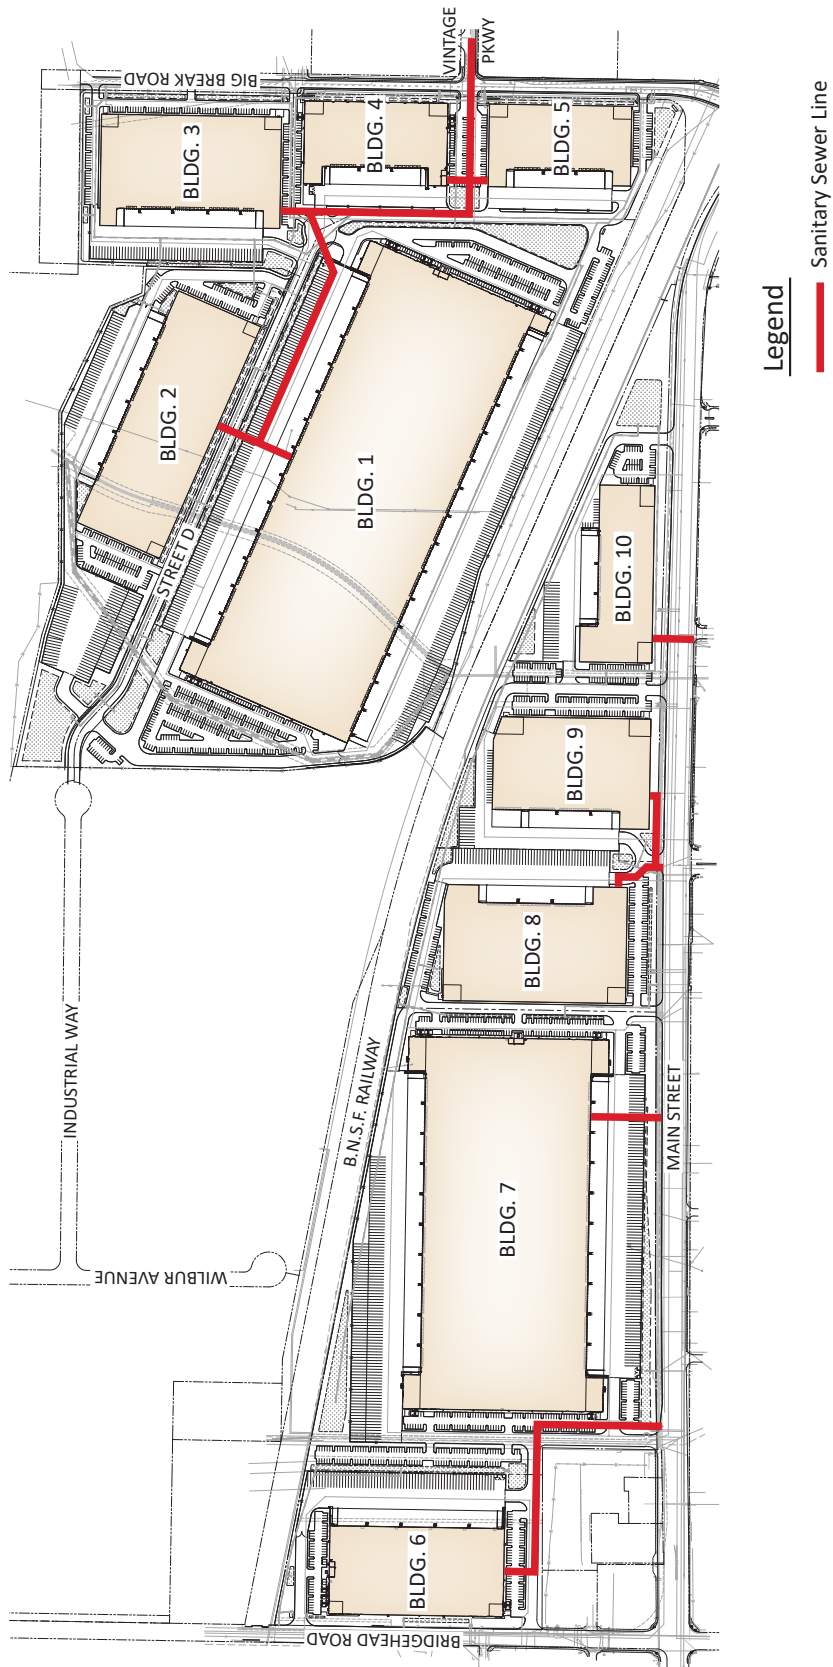 VINTAGE
PKWY
BIG BREAK ROAD
BLDG. 3
BLDG. 4
BLDG. 5
BLDG. 2
BLDG. 1
STREET D
BLDG. 10
BLDG. 9
BLDG. 8
BLDG. 7
BLDG. 6
INDUSTRIAL WAY
B.N.S.F. RAILWAY
MAIN STREET
WILBUR AVENUE
BRIDGEHEAD ROAD
Legend
Sanitary Sewer Line